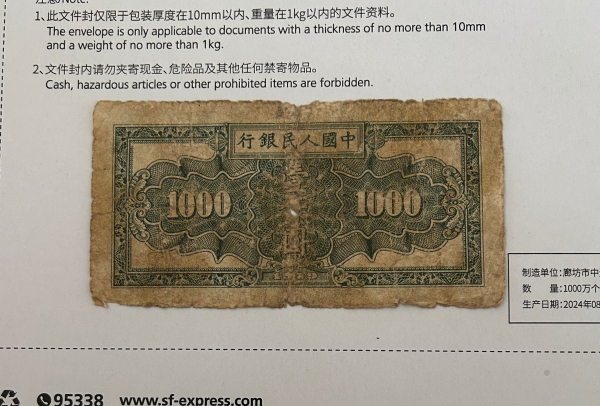 注意/Note:
1、此文件封仅限于包装厚度在10mm以内、重量在1kg以内的文件资料。
The envelope is only applicable to documents with a thickness of no more than 10mm
and a weight of no more than 1kg.
2、文件封内请勿夹寄现金、危险品及其他任何禁寄物品。
Cash, hazardous articles or other prohibited items are forbidden.
行銀民人國中
1000
1000
制造单位:廊坊市中
数 量:1000万个
生产日期:2024年08
95338 www.sf-express.com